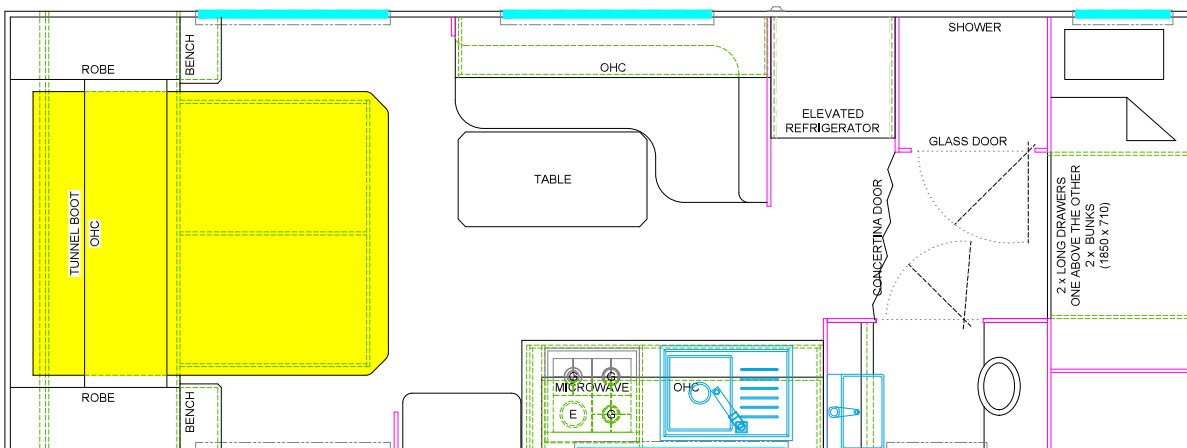 ROBE
BENCH
OHC
SHOWER
ELEVATED
REFRIGERATOR
GLASS DOOR
TABLE
TUNNEL BOOT
OHC
CONCERTINA DOOR
2 x LONG DRAWERS
ONE ABOVE THE OTHER
2 x BUNKS
(1850 x 710)
ROBE
BENCH
G
G
MICROWAVE
OHC
E
G